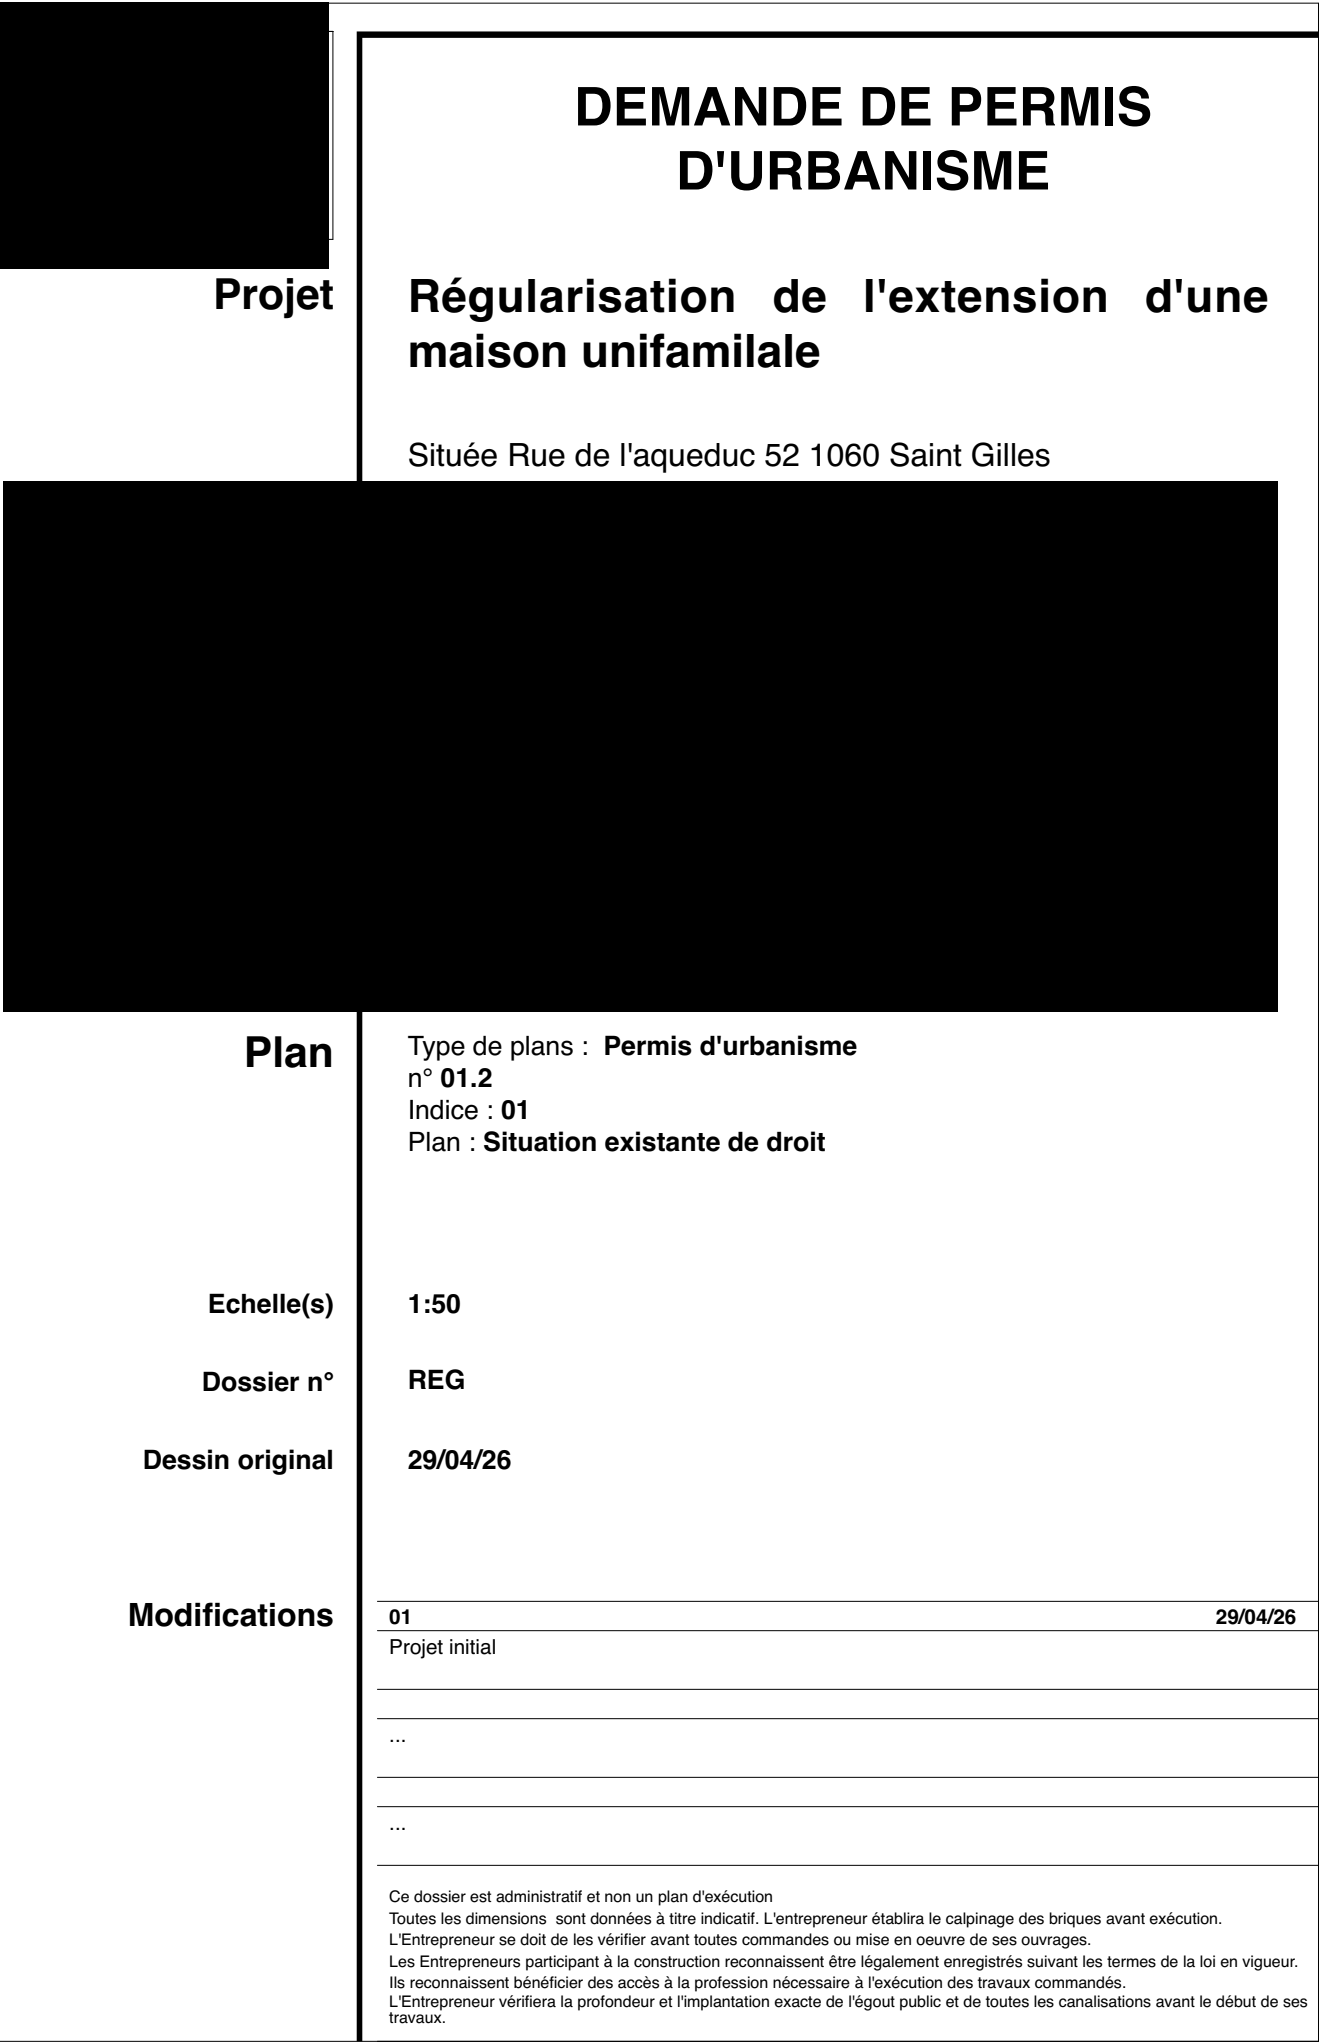 DEMANDE DE PERMIS
D'URBANISME
Projet
Régularisation de l'extension d'une
maison unifamilale
Située Rue de l'aqueduc 52 1060 Saint Gilles
Plan
Type de plans : Permis d'urbanisme
n° 01.2
Indice : 01
Plan : Situation existante de droit
Echelle(s) 1:50
Dossier n° REG
Dessin original 29/04/26
Modifications
01 29/04/26
Projet initial
...
...
Ce dossier est administratif et non un plan d'exécution
Toutes les dimensions sont données à titre indicatif. L'entrepreneur établira le calpinage des briques avant exécution.
L'Entrepreneur se doit de les vérifier avant toutes commandes ou mise en oeuvre de ses ouvrages.
Les Entrepreneurs participant à la construction reconnaissent être légalement enregistrés suivant les termes de la loi en vigueur.
Ils reconnaissent bénéficier des accès à la profession nécessaire à l'exécution des travaux commandés.
L'Entrepreneur vérifiera la profondeur et l'implantation exacte de l'égout public et de toutes les canalisations avant le début de ses
travaux.